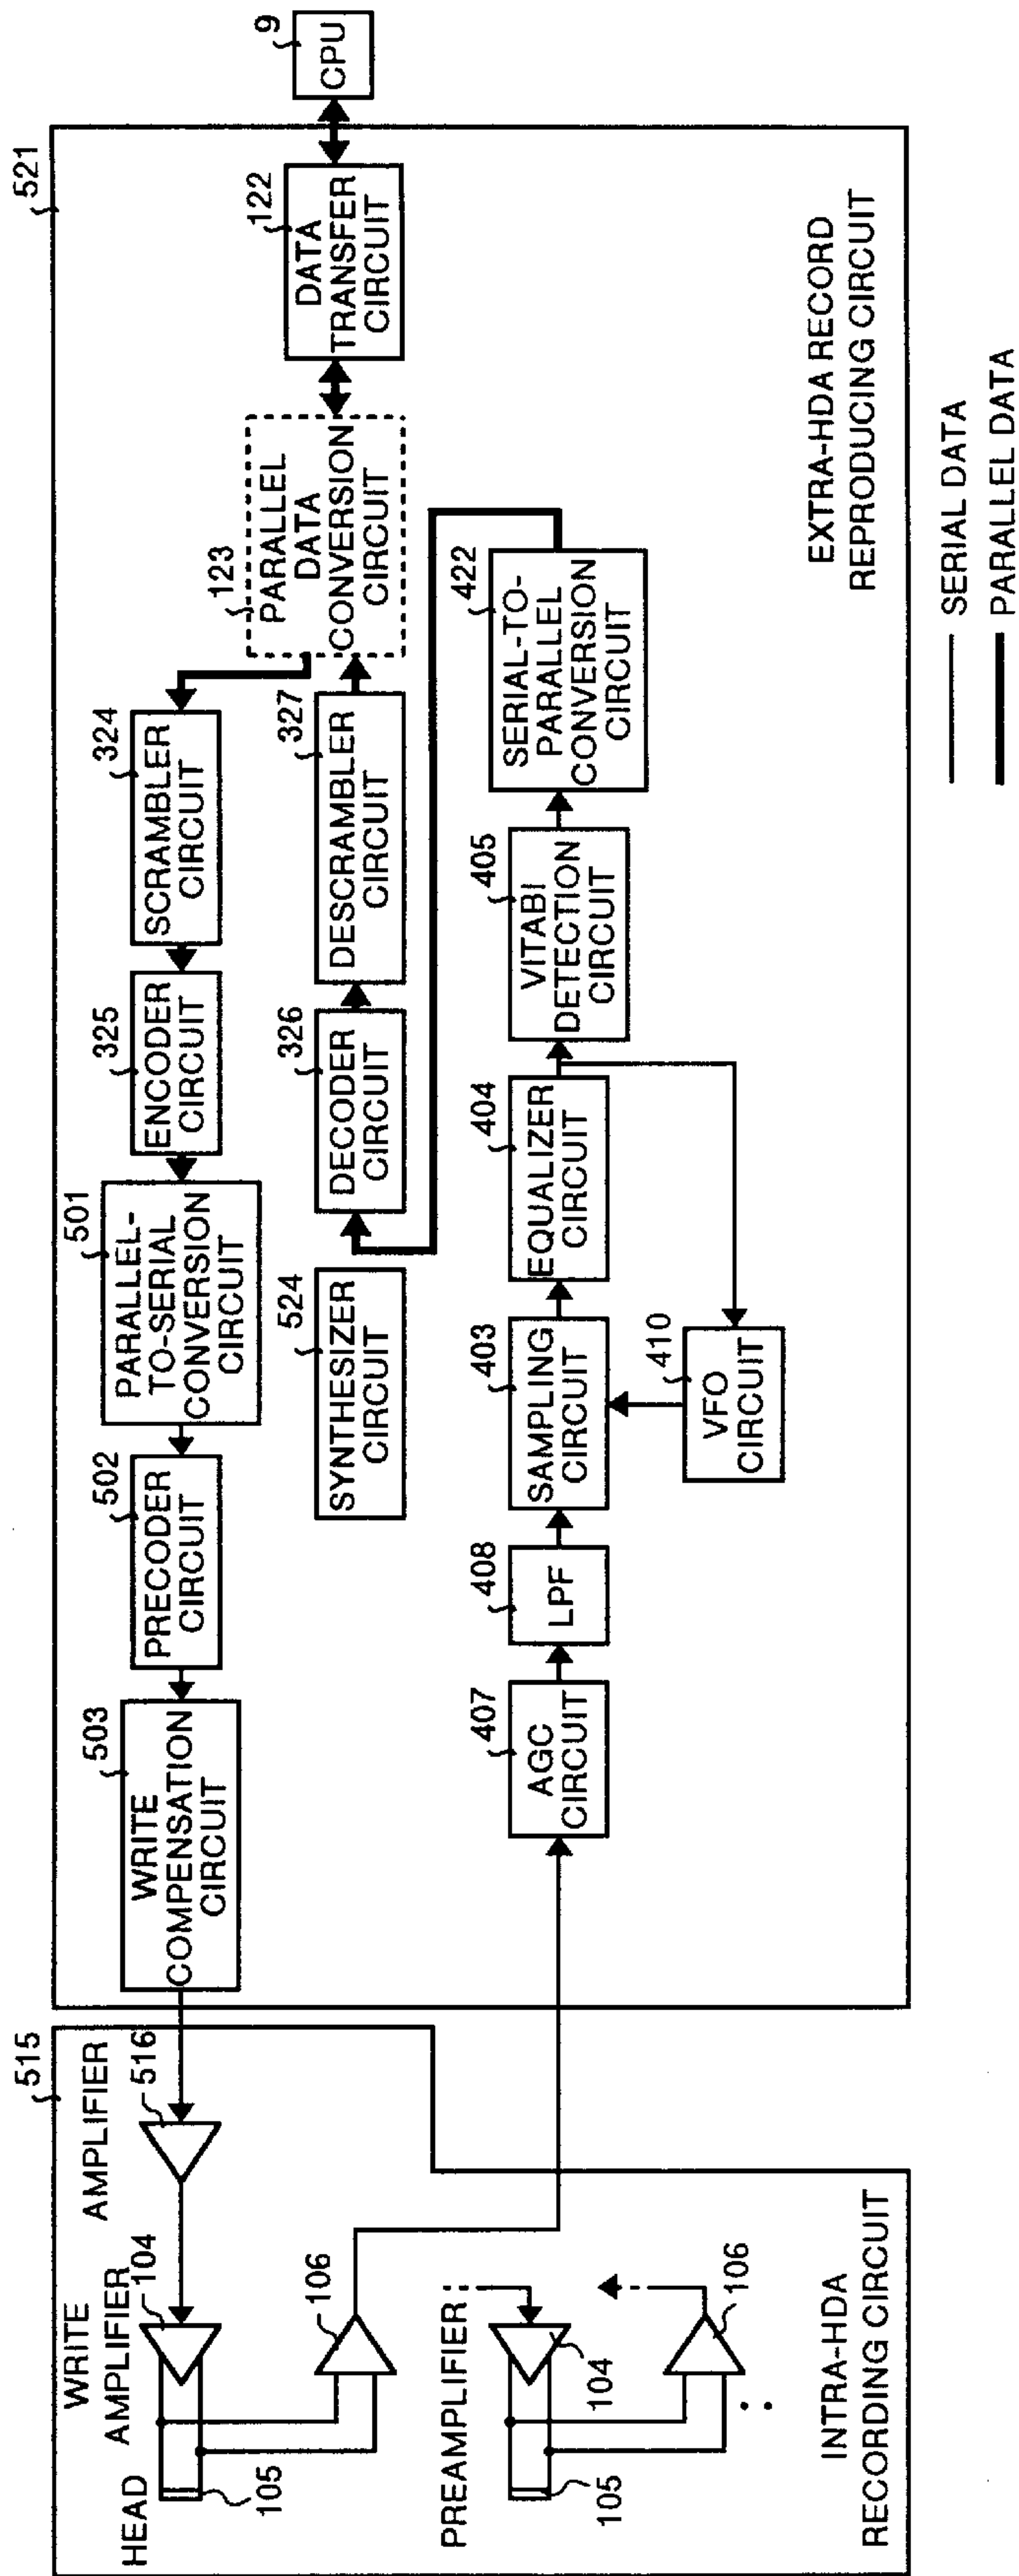 515
HEAD
WRITE
AMPLIFIER
104
AMPLIFIER
516
105
106
PREAMPLIFIER
104
105
106
INTRA-HDA
RECORDING CIRCUIT
521
503
WRITE
COMPENSATION
CIRCUIT
502
PRECODER
CIRCUIT
501
PARALLEL-
TO-SERIAL
CONVERSION
CIRCUIT
325
ENCODER
CIRCUIT
324
SCRAMBLER
CIRCUIT
123
PARALLEL
DATA
CONVERSION
CIRCUIT
122
DATA
TRANSFER
CIRCUIT
9
CPU
524
SYNTHESIZER
CIRCUIT
326
DECODER
CIRCUIT
327
DESCRAMBLER
CIRCUIT
407
AGC
CIRCUIT
408
LPF
403
SAMPLING
CIRCUIT
404
EQUALIZER
CIRCUIT
405
VITABI
DETECTION
CIRCUIT
422
SERIAL-TO-
PARALLEL
CONVERSION
CIRCUIT
410
VFO
CIRCUIT
EXTRA-HDA RECORD
REPRODUCING CIRCUIT
SERIAL DATA
PARALLEL DATA